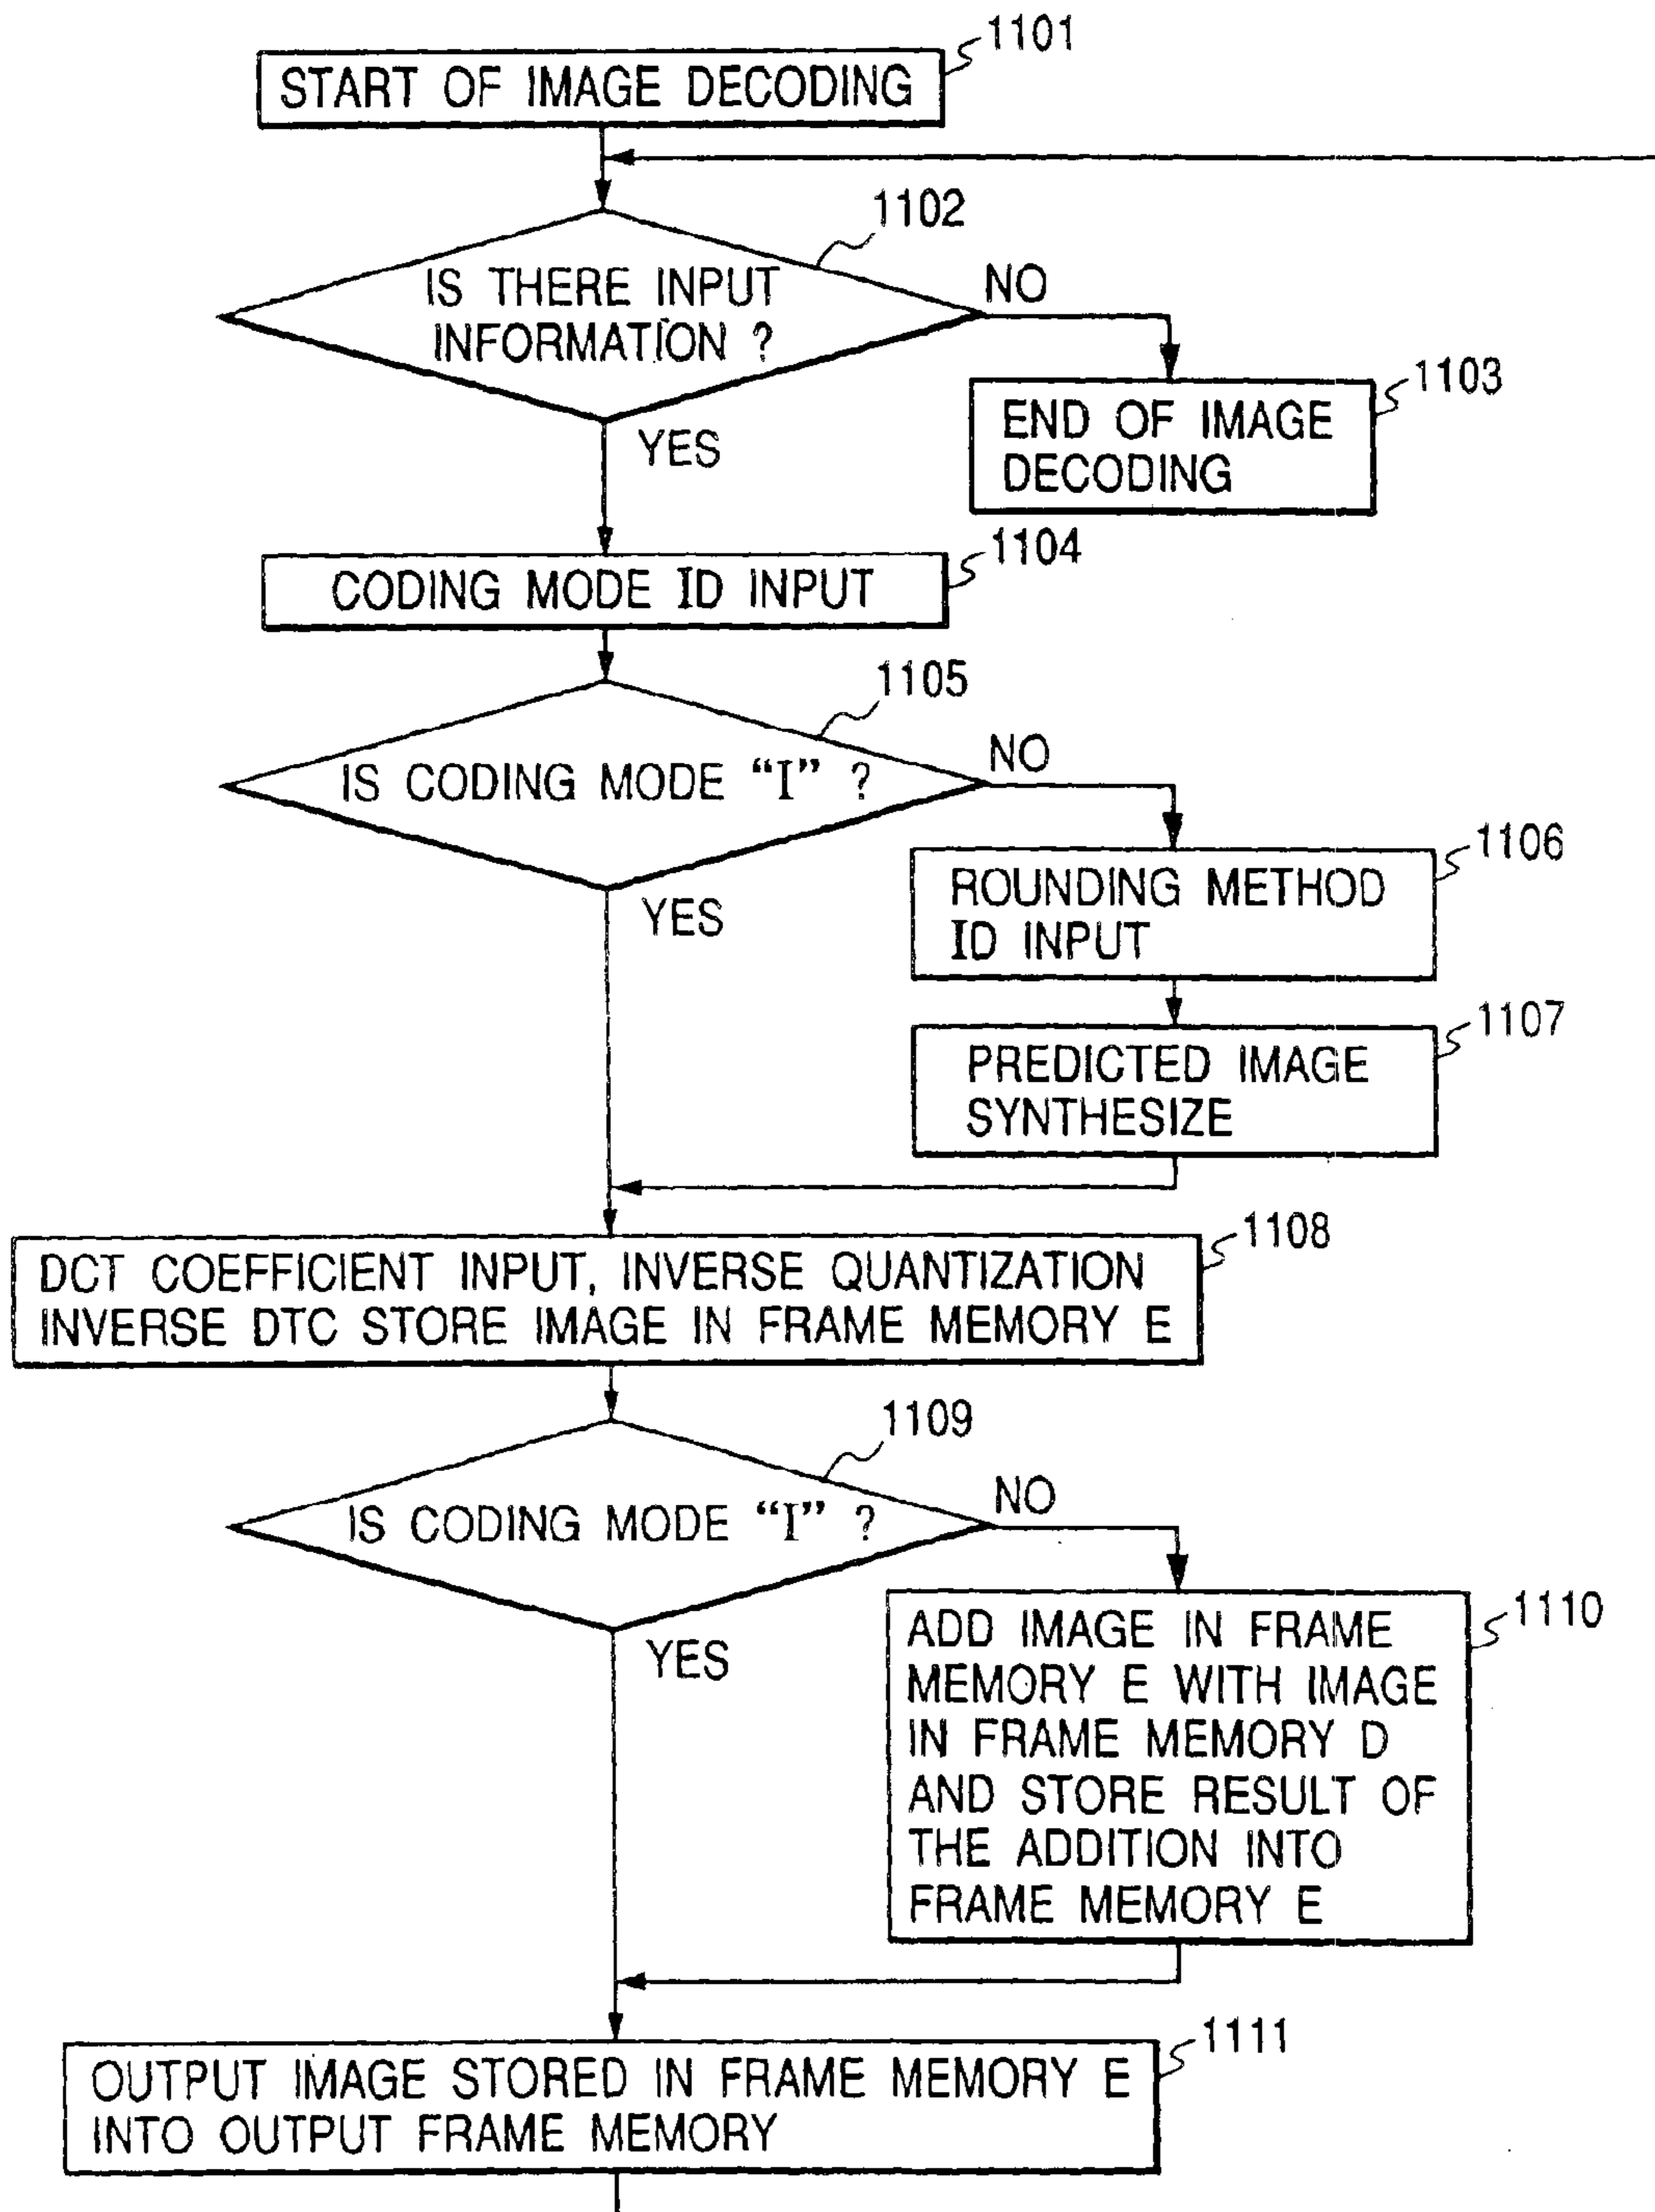 1101
START OF IMAGE DECODING
1102
IS THERE INPUT
INFORMATION ?
NO
YES
1103
END OF IMAGE
DECODING
1104
CODING MODE ID INPUT
1105
IS CODING MODE “I” ?
NO
YES
1106
ROUNDING METHOD
ID INPUT
1107
PREDICTED IMAGE
SYNTHESIZE
1108
DCT COEFFICIENT INPUT, INVERSE QUANTIZATION
INVERSE DTC STORE IMAGE IN FRAME MEMORY E
1109
IS CODING MODE “I” ?
NO
YES
1110
ADD IMAGE IN FRAME
MEMORY E WITH IMAGE
IN FRAME MEMORY D
AND STORE RESULT OF
THE ADDITION INTO
FRAME MEMORY E
1111
OUTPUT IMAGE STORED IN FRAME MEMORY E
INTO OUTPUT FRAME MEMORY